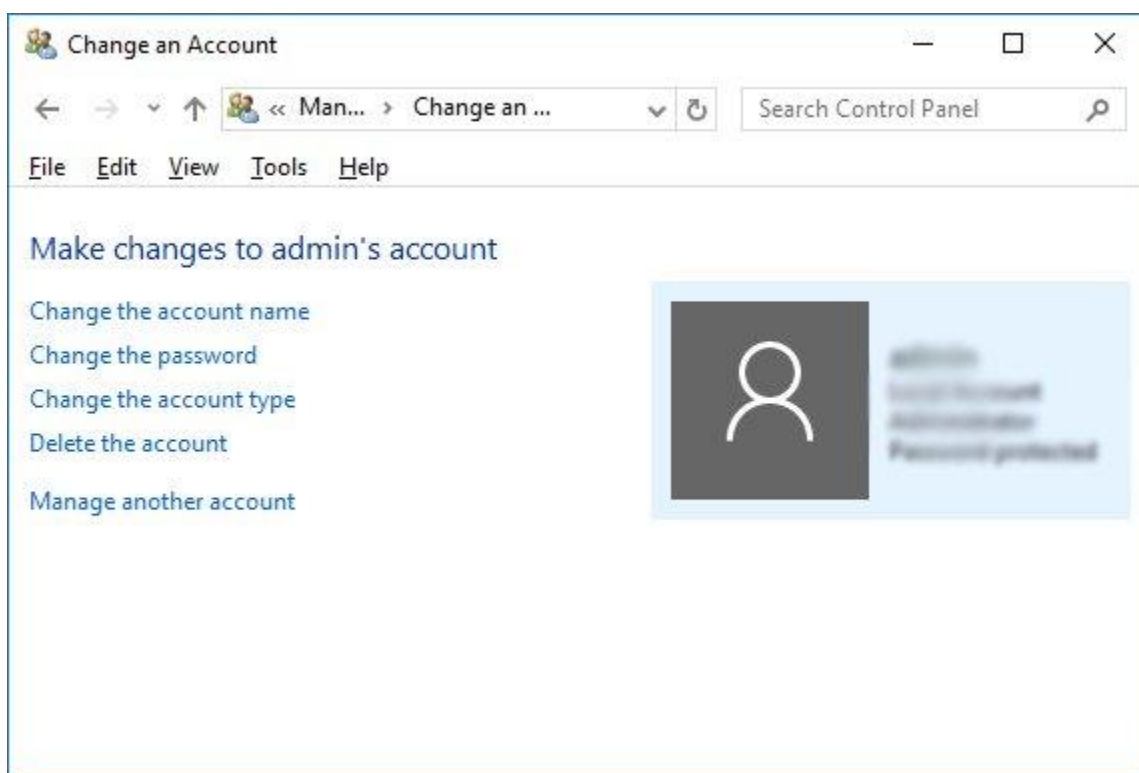 Change an Account
« Man... › Change an ... Search Control Panel
File Edit View Tools Help
Make changes to admin's account
Change the account name
Change the password
Change the account type
Delete the account
Manage another account
protected